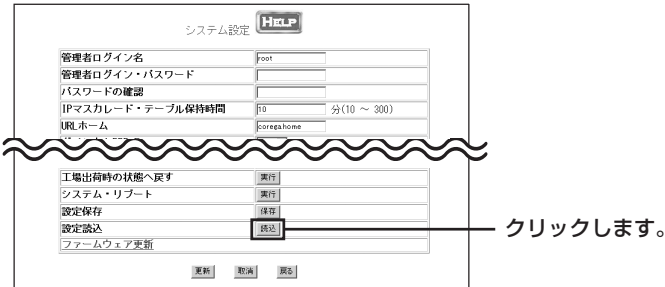 システム設定 HELP
管理者ログイン名 root
管理者ログイン・パスワード
パスワードの確認
IPマスカレード・テーブル保持時間 10 分(10 ～ 300)
URLホーム coregahome
工場出荷時の状態へ戻す 実行
システム・リブート 実行
設定保存 保存
設定読込 読込 クリックします。
ファームウェア更新
更新 取消 戻る